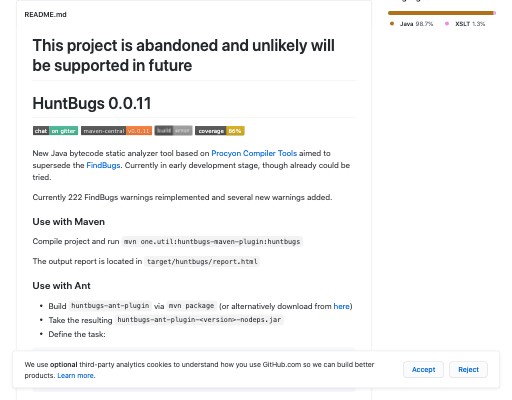 README.md
Java 98.7% XSLT 1.3%
This project is abandoned and unlikely will
be supported in future
HuntBugs 0.0.11
chat on gitter maven-central v0.0.11 build error coverage 86%
New Java bytecode static analyzer tool based on Procyon Compiler Tools aimed to
supersede the FindBugs. Currently in early development stage, though already could be
tried.
Currently 222 FindBugs warnings reimplemented and several new warnings added.
Use with Maven
Compile project and run mvn one.util:huntbugs-maven-plugin:huntbugs
The output report is located in target/huntbugs/report.html
Use with Ant
• Build huntbugs-ant-plugin via mvn package (or alternatively download from here)
• Take the resulting huntbugs-ant-plugin-<version>-nodeps.jar
• Define the task:
We use optional third-party analytics cookies to understand how you use GitHub.com so we can build better
products. Learn more.
Accept Reject